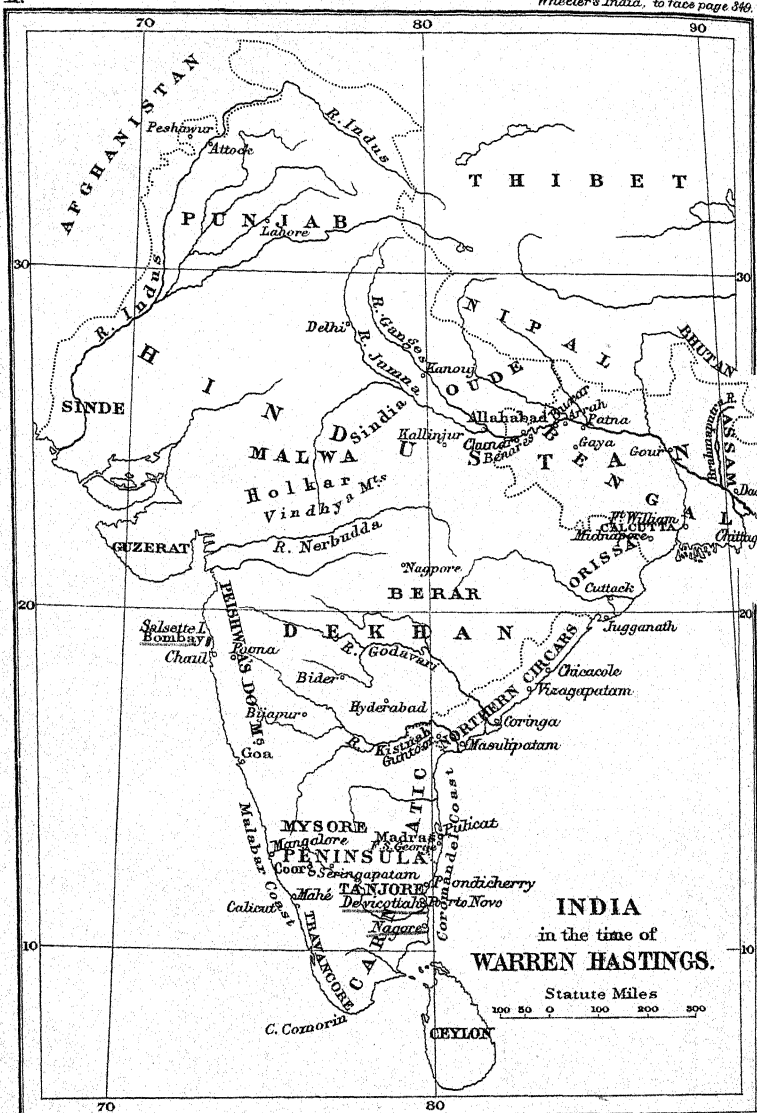 Wheeler's India, to face page 349.
70
80
90
AFGHANISTAN
Peshawur
Attock
R. Indus
THIBET
PUNJAB
Lahore
30
30
R. Indus
Delhi
R. Ganges
R. Jumna
NIPAL
BHUTAN
Kanouj
OUDE
HINDUSTAN
SINDE
Sindia
Allahabad
Buxar
Arrah
Patna
Kallinjur
Chunar
Benares
Gaya
Gour
Brahmaputra R.
ASSAM
MALWA
Holkar
Vindhya Mts
BENGAL
Dac
Ft William
CALCUTTA
Midnapore
Chittag
GUZERAT
R. Nerbudda
Nagpore
BERAR
ORISSA
Cuttack
20
20
Jugganath
PEISHWA'S DOMS
Salsette I.
Bombay
DEKHAN
Chaul
Poona
R. Godavari
NORTHERN CIRCARS
Chicacole
Bider
Vizagapatam
Hyderabad
Bijapur
Coringa
R. Kistnah
Guntoor
Masulipatam
Goa
Malabar Coast
CARNATIC
Coromandel Coast
MYSORE
Mangalore
Madras
Ft. S. George
Pulicat
PENINSULA
Coorg
Seringapatam
Mahé
TANJORE
Pondicherry
Calicut
Devicottah
Porto Novo
TRAVANCORE
Nagore
10
10
INDIA
in the time of
WARREN HASTINGS.
Statute Miles
100 50 0 100 200 300
C. Comorin
CEYLON
70
80